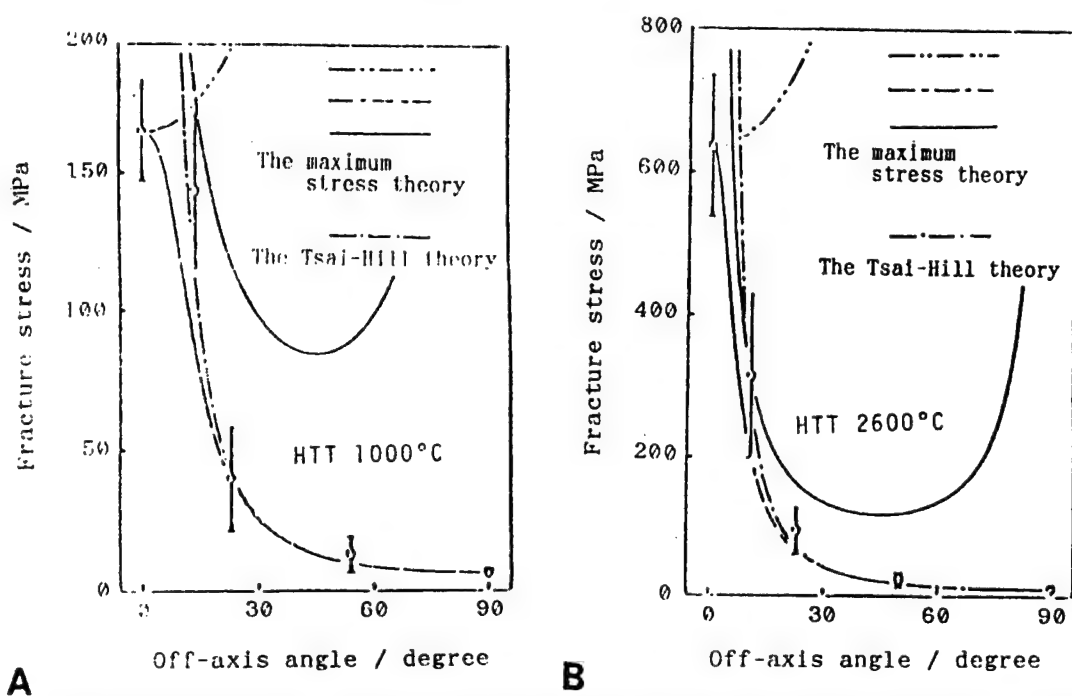 200
150
100
50
0
Fracture stress / MPa
The maximum
stress theory
The Tsai-Hill theory
HTT 1000°C
30
60
90
Off-axis angle / degree
A
800
600
400
200
0
Fracture stress / MPa
The maximum
stress theory
The Tsai-Hill theory
HTT 2600°C
0
30
60
90
Off-axis angle / degree
B